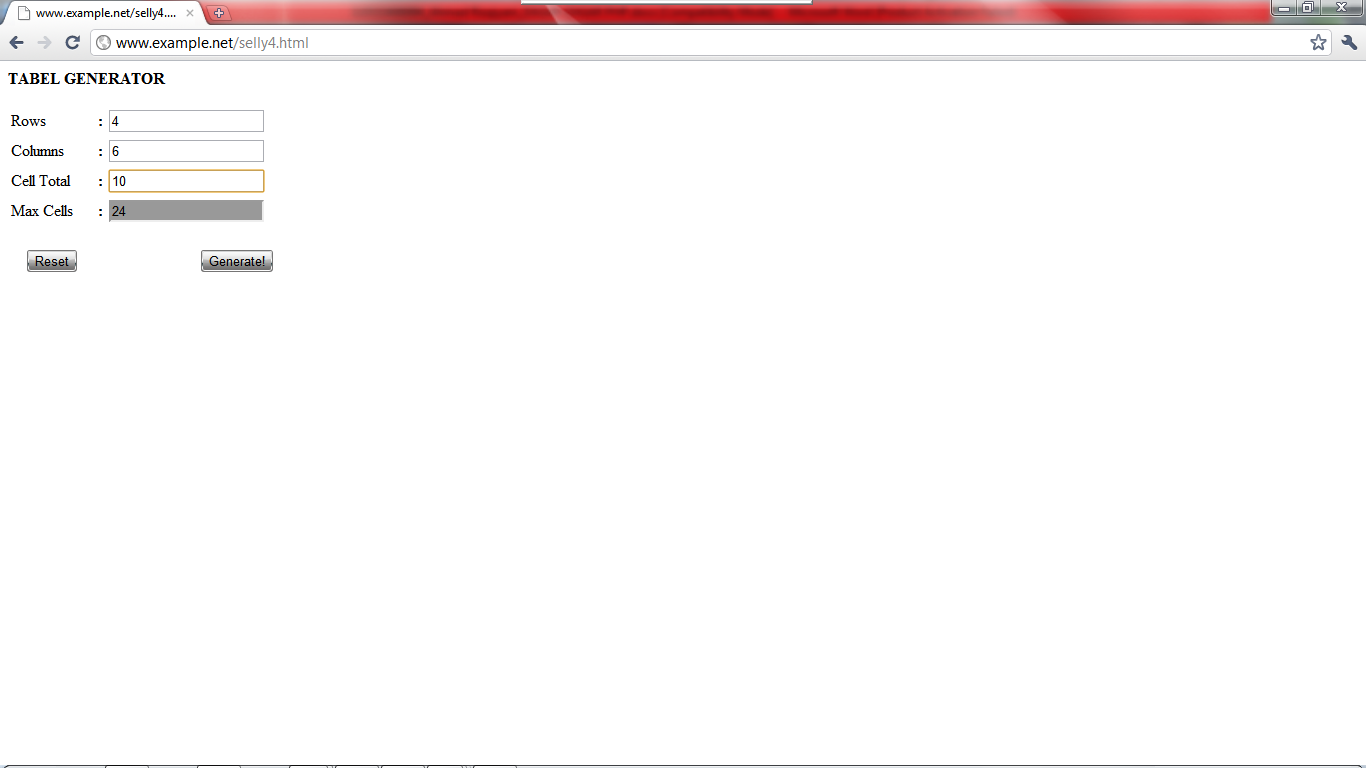 www.example.net/selly4....
www.example.net/selly4.html
TABEL GENERATOR
Rows : 4
Columns : 6
Cell Total : 10
Max Cells : 24
Reset Generate!